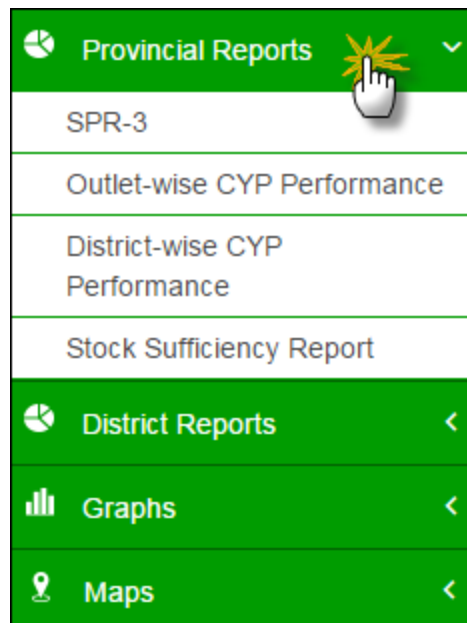 Provincial Reports
SPR-3
Outlet-wise CYP Performance
District-wise CYP
Performance
Stock Sufficiency Report
District Reports
Graphs
Maps